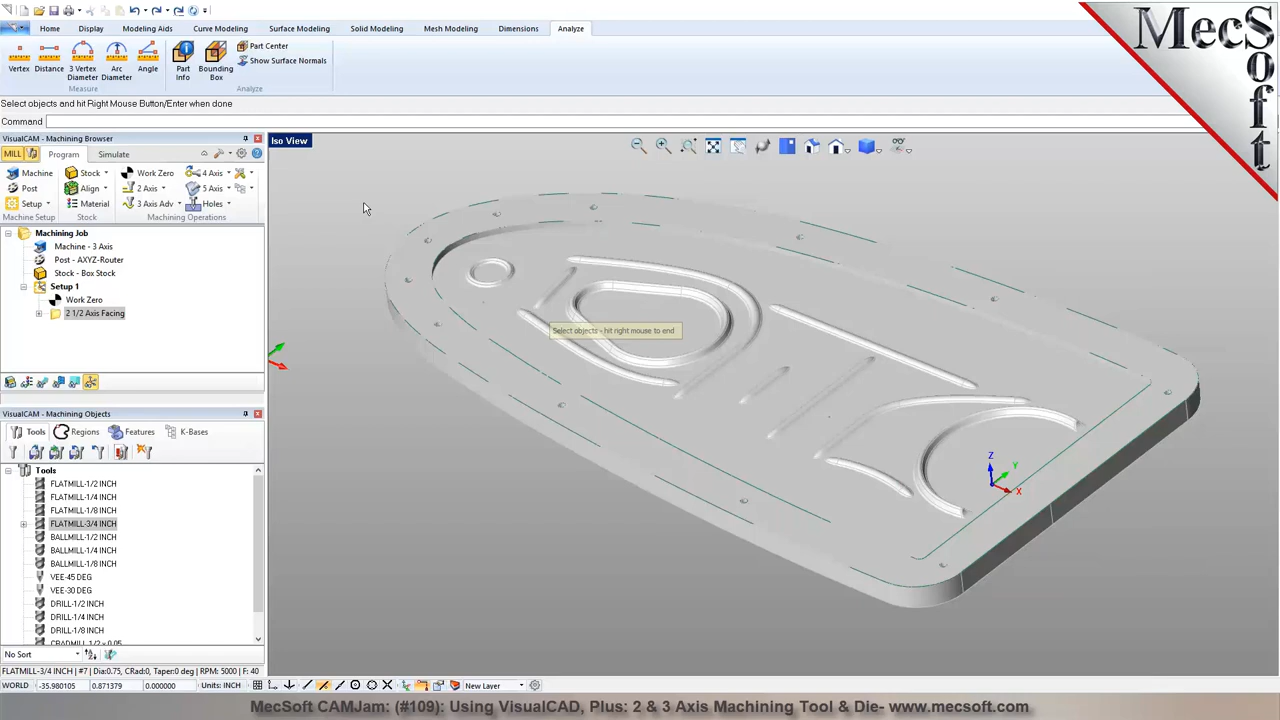 MecSoft
Home Display Modeling Aids Curve Modeling Surface Modeling Solid Modeling Mesh Modeling Dimensions Analyze
Vertex Distance 3 Vertex Diameter Arc Diameter Angle Part Info Bounding Box Part Center
Show Surface Normals
Measure Analyze
Select objects and hit Right Mouse Button/Enter when done
Command
VisualCAM - Machining Browser
Iso View
MILL Program Simulate
Machine Stock Work Zero 4 Axis
Post Align 2 Axis 5 Axis
Setup Material 3 Axis Adv Holes
Machine Setup Stock Machining Operations
Machining Job
Machine - 3 Axis
Post - AXYZ-Router
Stock - Box Stock
Setup 1
Work Zero
2 1/2 Axis Facing
Select objects - hit right mouse to end
Z
Y
X
VisualCAM - Machining Objects
Tools Regions Features K-Bases
Tools
FLATMILL-1/2 INCH
FLATMILL-1/4 INCH
FLATMILL-1/8 INCH
FLATMILL-3/4 INCH
BALLMILL-1/2 INCH
BALLMILL-1/4 INCH
BALLMILL-1/8 INCH
VEE-45 DEG
VEE-30 DEG
DRILL-1/2 INCH
DRILL-1/4 INCH
DRILL-1/8 INCH
No Sort
FLATMILL-3/4 INCH | #7 | Dia:0.75, CRad:0, Taper:0 deg | RPM: 5000 | F: 40
WORLD -35.980105 0.871379 0.000000 Units: INCH New Layer
MecSoft CAMJam: (#109): Using VisualCAD, Plus: 2 & 3 Axis Machining Tool & Die- www.mecsoft.com